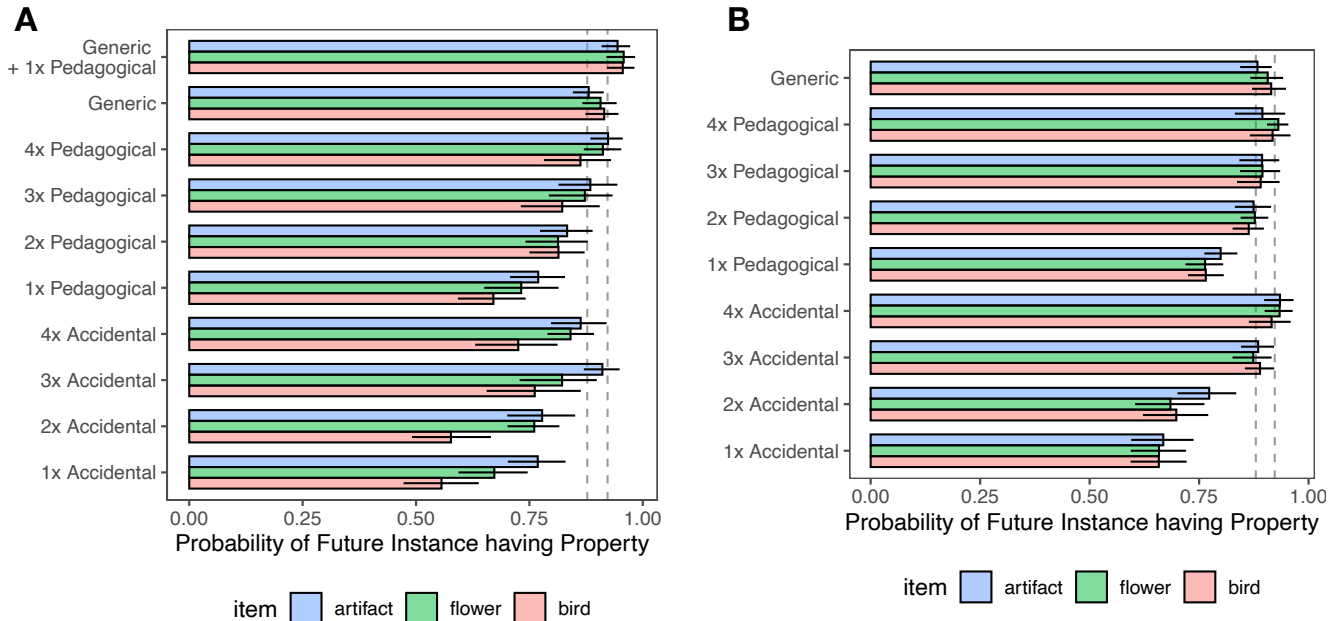 A
Generic
+ 1x Pedagogical
Generic
4x Pedagogical
3x Pedagogical
2x Pedagogical
1x Pedagogical
4x Accidental
3x Accidental
2x Accidental
1x Accidental
0.00 0.25 0.50 0.75 1.00
Probability of Future Instance having Property
item artifact flower bird
B
Generic
4x Pedagogical
3x Pedagogical
2x Pedagogical
1x Pedagogical
4x Accidental
3x Accidental
2x Accidental
1x Accidental
0.00 0.25 0.50 0.75 1.00
Probability of Future Instance having Property
item artifact flower bird